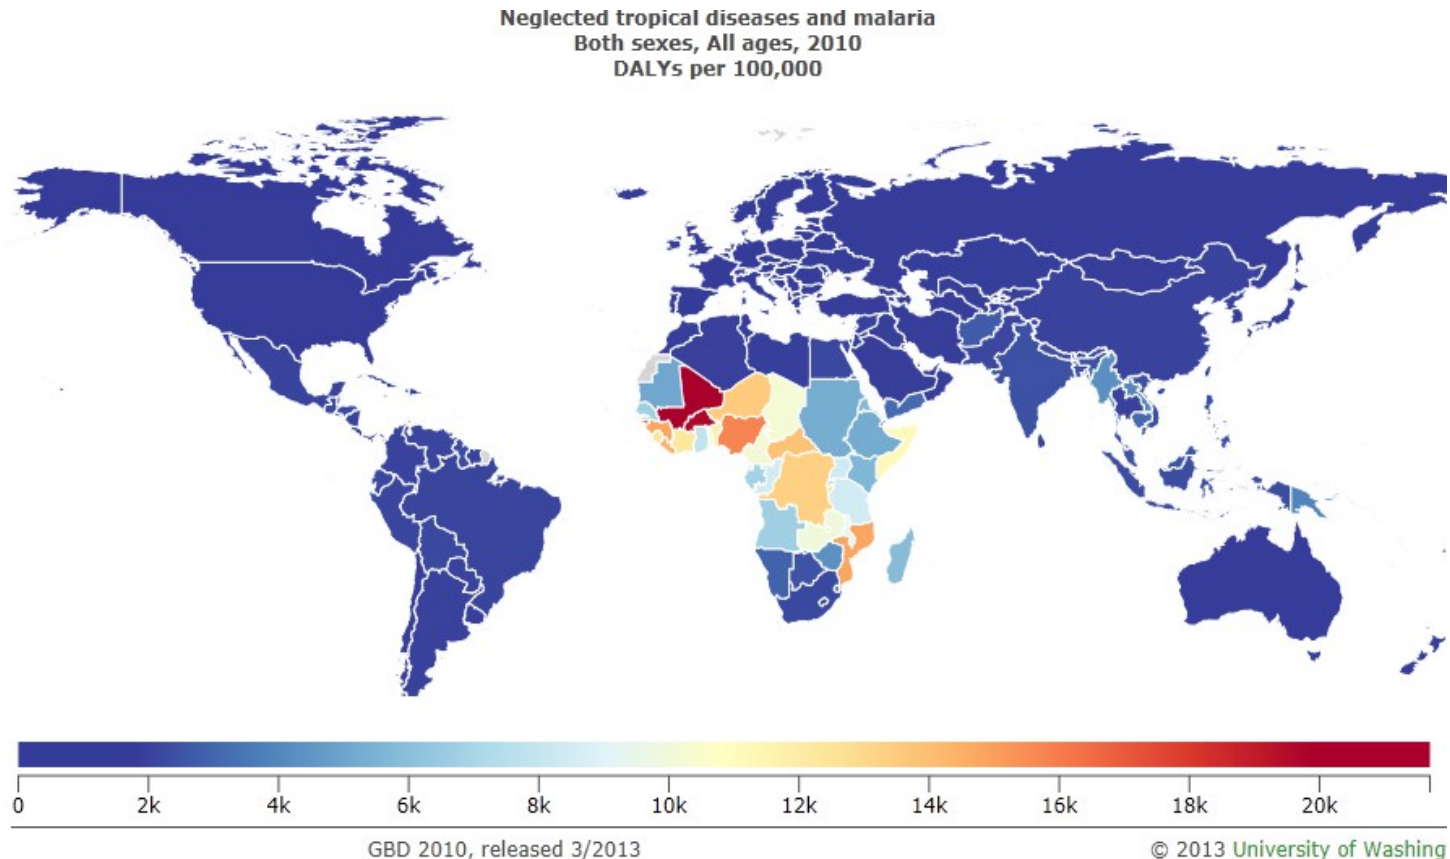 Neglected tropical diseases and malaria
Both sexes, All ages, 2010
DALYs per 100,000
0 2k 4k 6k 8k 10k 12k 14k 16k 18k 20k
GBD 2010, released 3/2013 © 2013 University of Washing